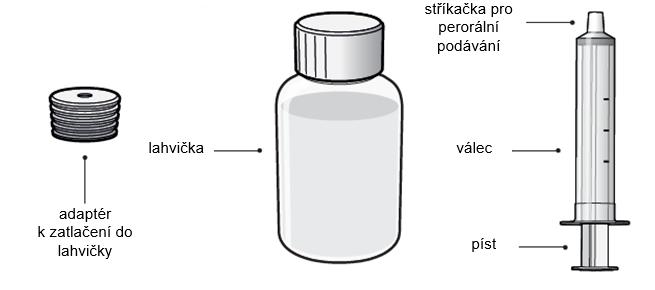 adaptér
k zatlačení do
lahvičky
lahvička
stříkačka pro
perorální
podávání
válec
píst